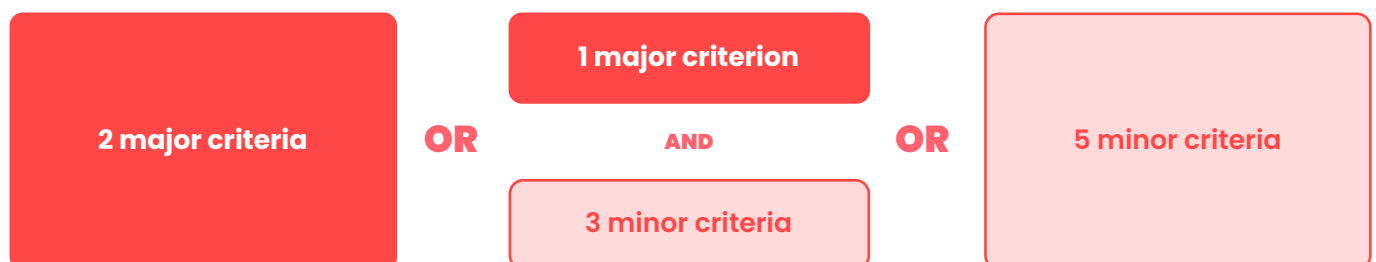 2 major criteria
OR
1 major criterion
AND
3 minor criteria
OR
5 minor criteria